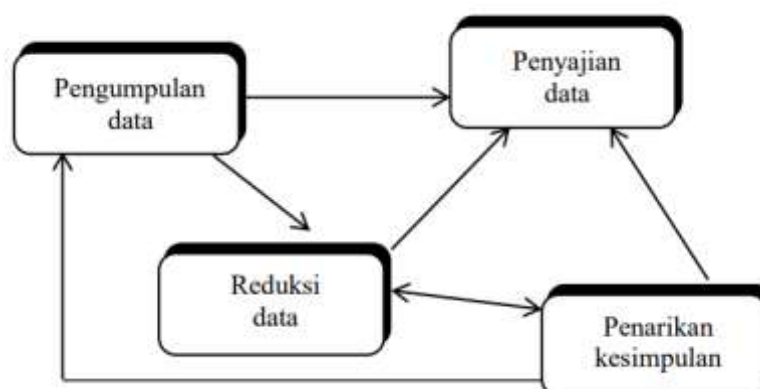 Pengumpulan
data
Penyajian
data
Reduksi
data
Penarikan
kesimpulan